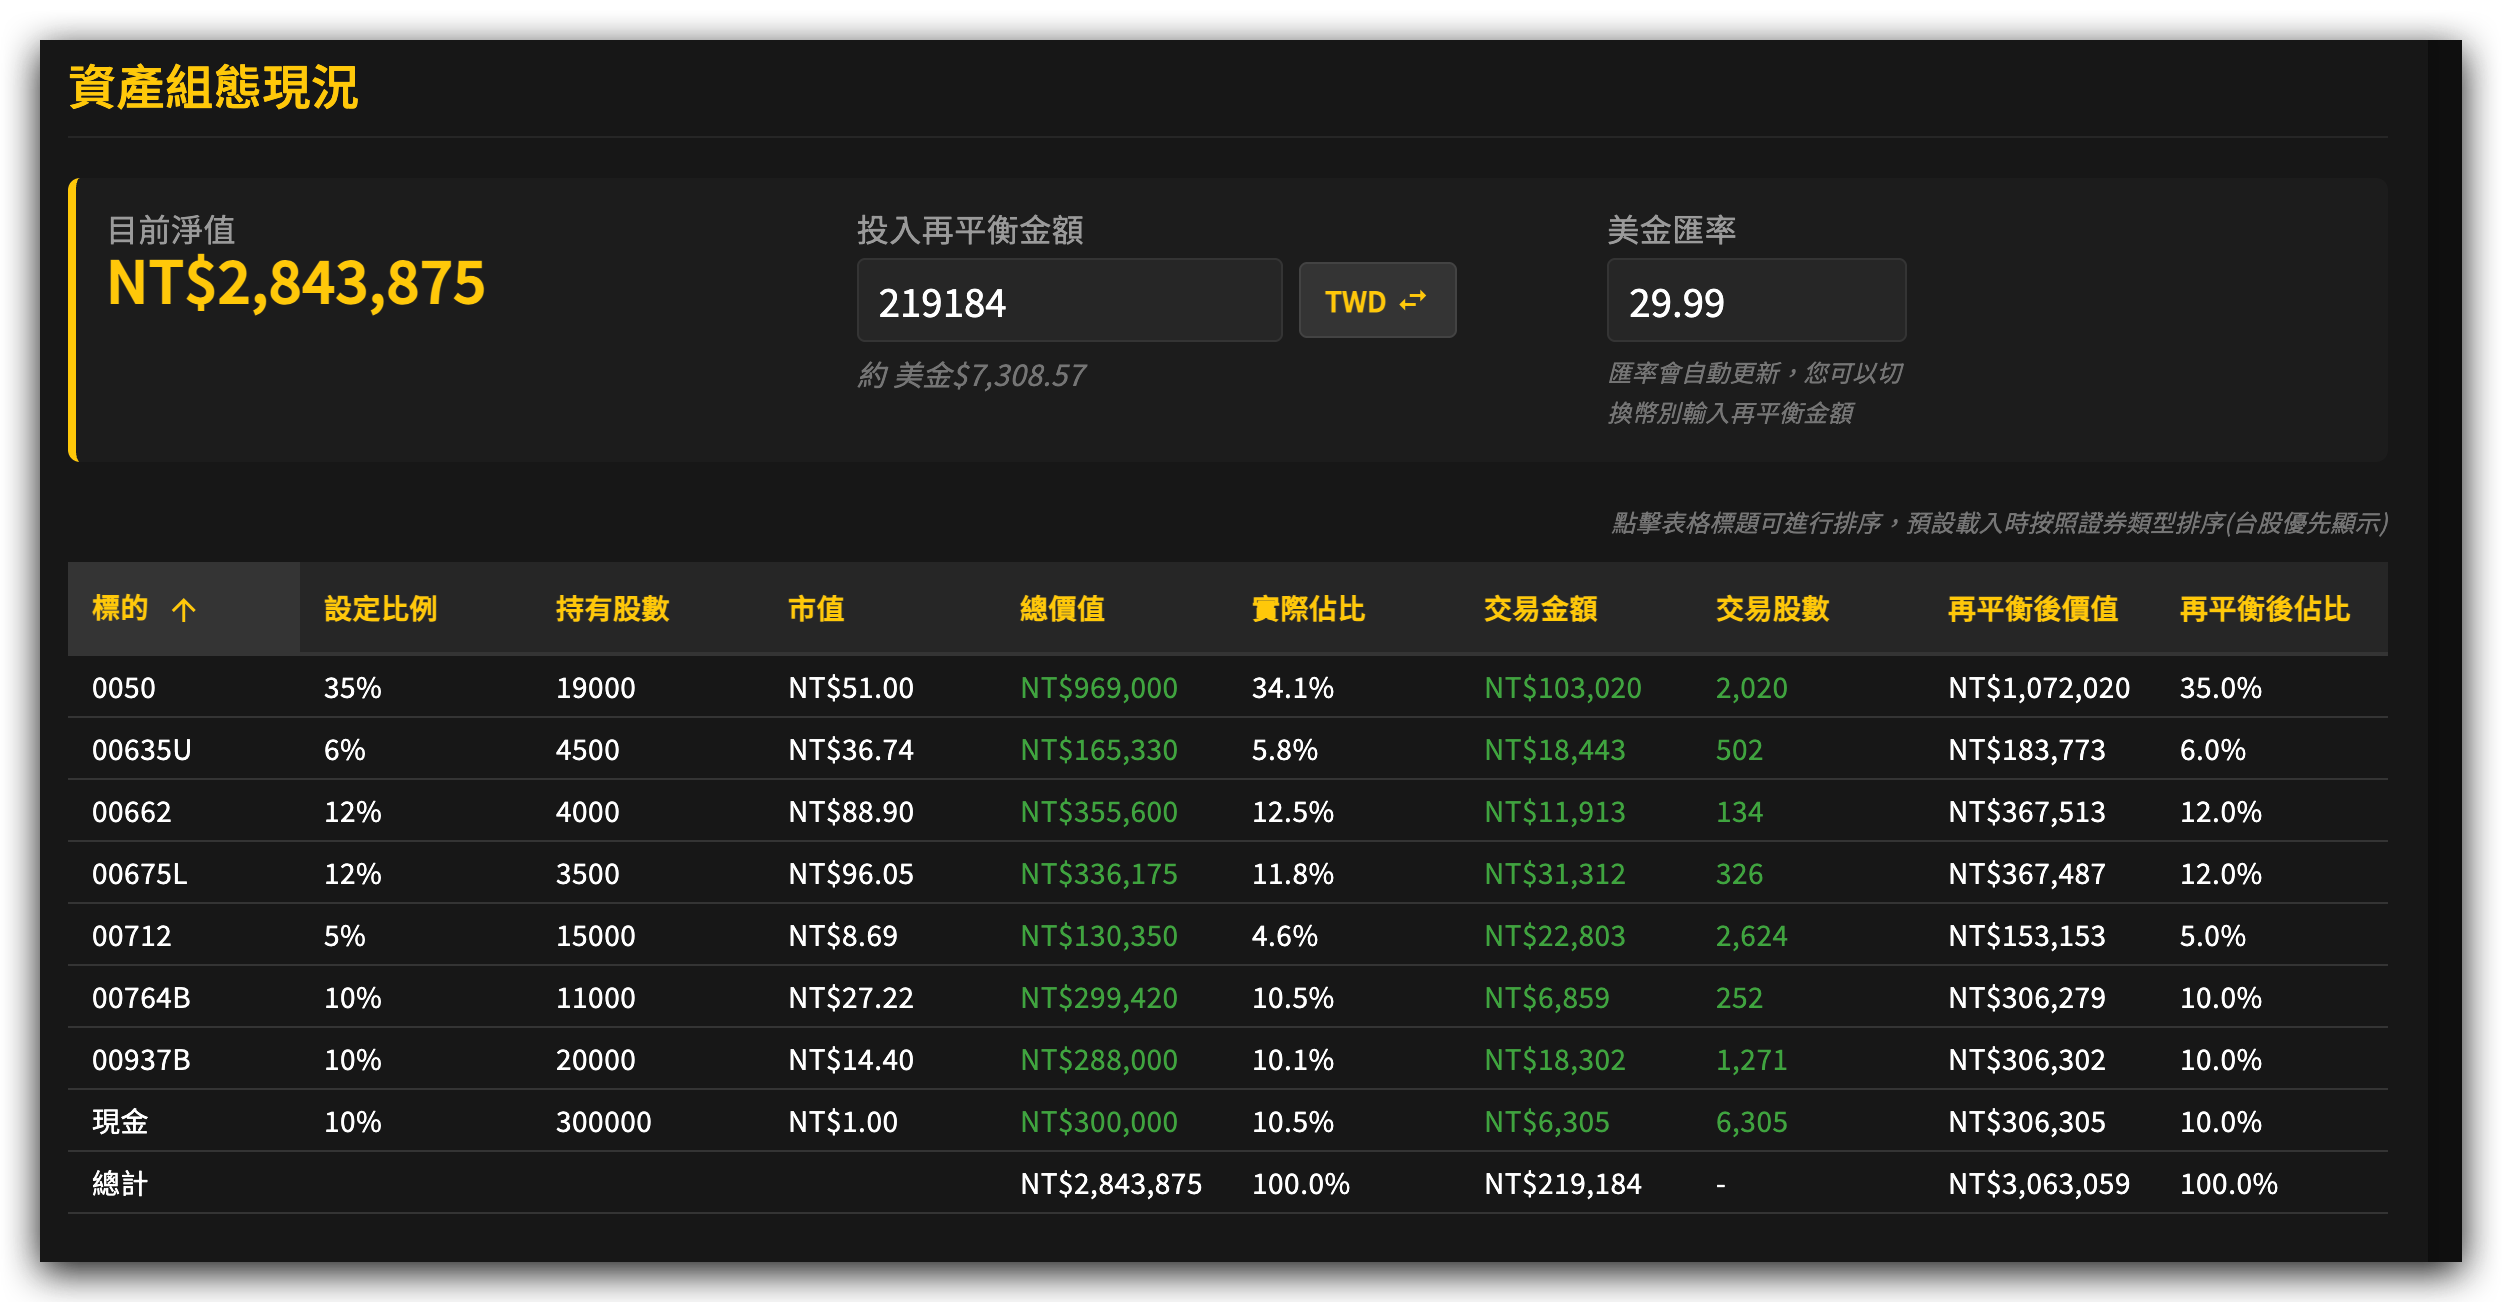 資產組態現況
目前淨值
NT$2,843,875
投入再平衡金額
219184
TWD
約 美金$7,308.57
美金匯率
29.99
匯率會自動更新，您可以切
換幣別輸入再平衡金額
點擊表格標題可進行排序，預設載入時按照證券類型排序(台股優先顯示)
標的 ↑ 設定比例 持有股數 市值 總價值 實際佔比 交易金額 交易股數 再平衡後價值 再平衡後佔比
0050 35% 19000 NT$51.00 NT$969,000 34.1% NT$103,020 2,020 NT$1,072,020 35.0%
00635U 6% 4500 NT$36.74 NT$165,330 5.8% NT$18,443 502 NT$183,773 6.0%
00662 12% 4000 NT$88.90 NT$355,600 12.5% NT$11,913 134 NT$367,513 12.0%
00675L 12% 3500 NT$96.05 NT$336,175 11.8% NT$31,312 326 NT$367,487 12.0%
00712 5% 15000 NT$8.69 NT$130,350 4.6% NT$22,803 2,624 NT$153,153 5.0%
00764B 10% 11000 NT$27.22 NT$299,420 10.5% NT$6,859 252 NT$306,279 10.0%
00937B 10% 20000 NT$14.40 NT$288,000 10.1% NT$18,302 1,271 NT$306,302 10.0%
現金 10% 300000 NT$1.00 NT$300,000 10.5% NT$6,305 6,305 NT$306,305 10.0%
總計 NT$2,843,875 100.0% NT$219,184 - NT$3,063,059 100.0%